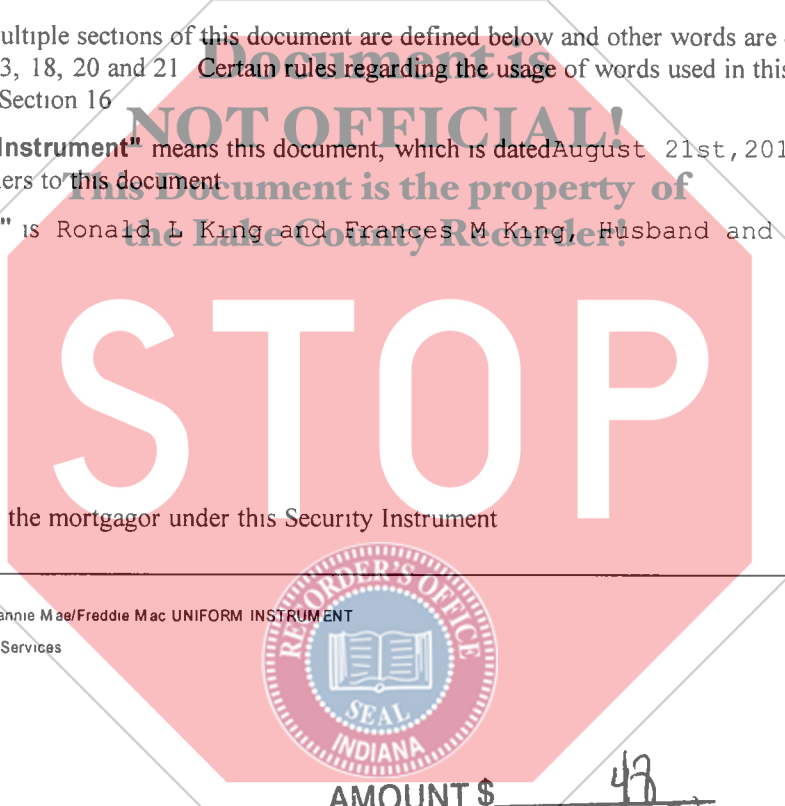 ultiple sections of this document are defined below and other words are
3, 18, 20 and 21 Certain rules regarding the usage of words used in this
Section 16
Document is
NOT OFFICIAL!
Instrument" means this document, which is dated August 21st, 201
ers to this document
This Document is the property of
the Lake County Recorder!
" is Ronald L King and Frances M King, Husband and
STOP
the mortgagor under this Security Instrument
annie Mae/Freddie Mac UNIFORM INSTRUMENT
Services
RECORDER'S OFFICE
SEAL
INDIANA
AMOUNT $